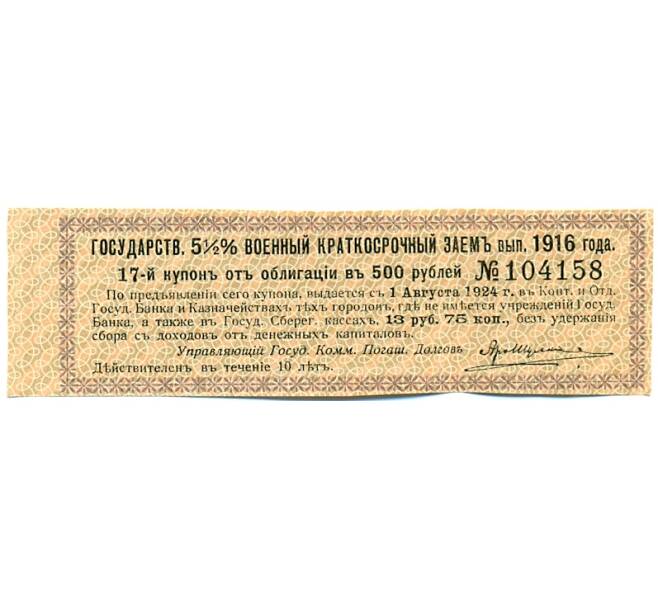 ГОСУДАРСТВ. 5½% ВОЕННЫЙ КРАТКОСРОЧНЫЙ ЗАЕМЪ вып. 1916 года.
17-й купонъ отъ облигаціи въ 500 рублей № 104158
По предъявленіи сего купона, выдается съ 1 Августа 1924 г. въ Конт. и Отд.
Госуд. Банка и Казначействахъ тѣхъ городовъ, гдѣ не имѣется учрежденій Госуд.
Банка, а также въ Госуд. Сберег. кассахъ, 13 руб. 75 коп., безъ удержанія
сбора съ доходовъ отъ денежныхъ капиталовъ.
Управляющій Госуд. Комм. Погаш. Долговъ
Дѣйствителенъ въ теченіе 10 лѣтъ.